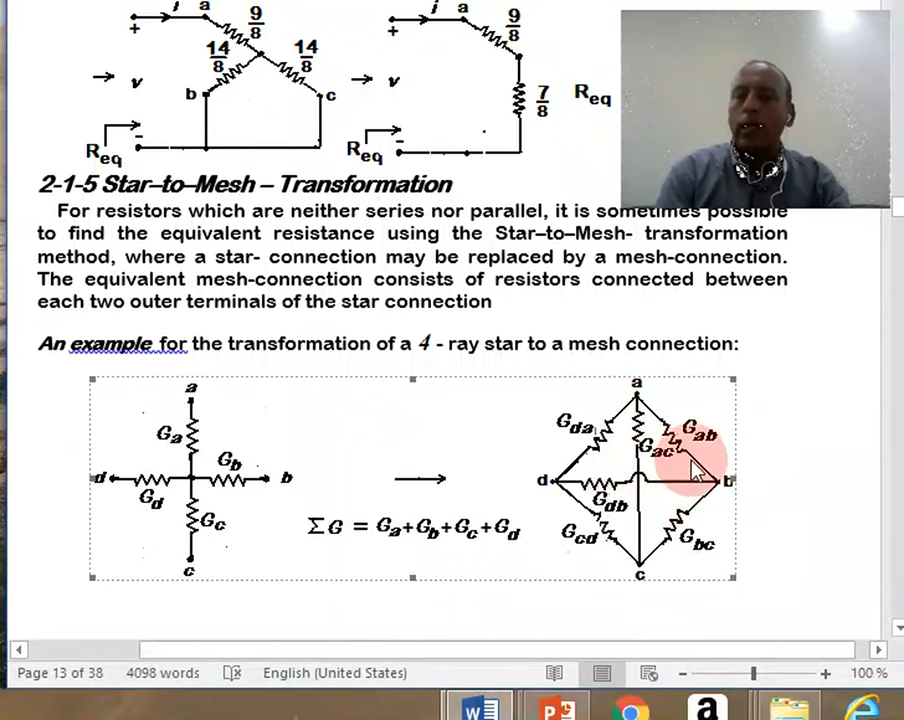 i a 9/8
+
14/8 14/8
v
b c
Req -
i a 9/8
+
v
7/8 Req
Req -
2-1-5 Star–to–Mesh – Transformation
For resistors which are neither series nor parallel, it is sometimes possible
to find the equivalent resistance using the Star–to–Mesh- transformation
method, where a star- connection may be replaced by a mesh-connection.
The equivalent mesh-connection consists of resistors connected between
each two outer terminals of the star connection
An example for the transformation of a 4 - ray star to a mesh connection:
a
Ga
Gb
d b
Gd
Gc
c
ΣG = Ga+Gb+Gc+Gd
a
Gda Gab
Gac
d b
Gdb
Gcd Gbc
c
Page 13 of 38 4098 words English (United States) 100 %
W P a e